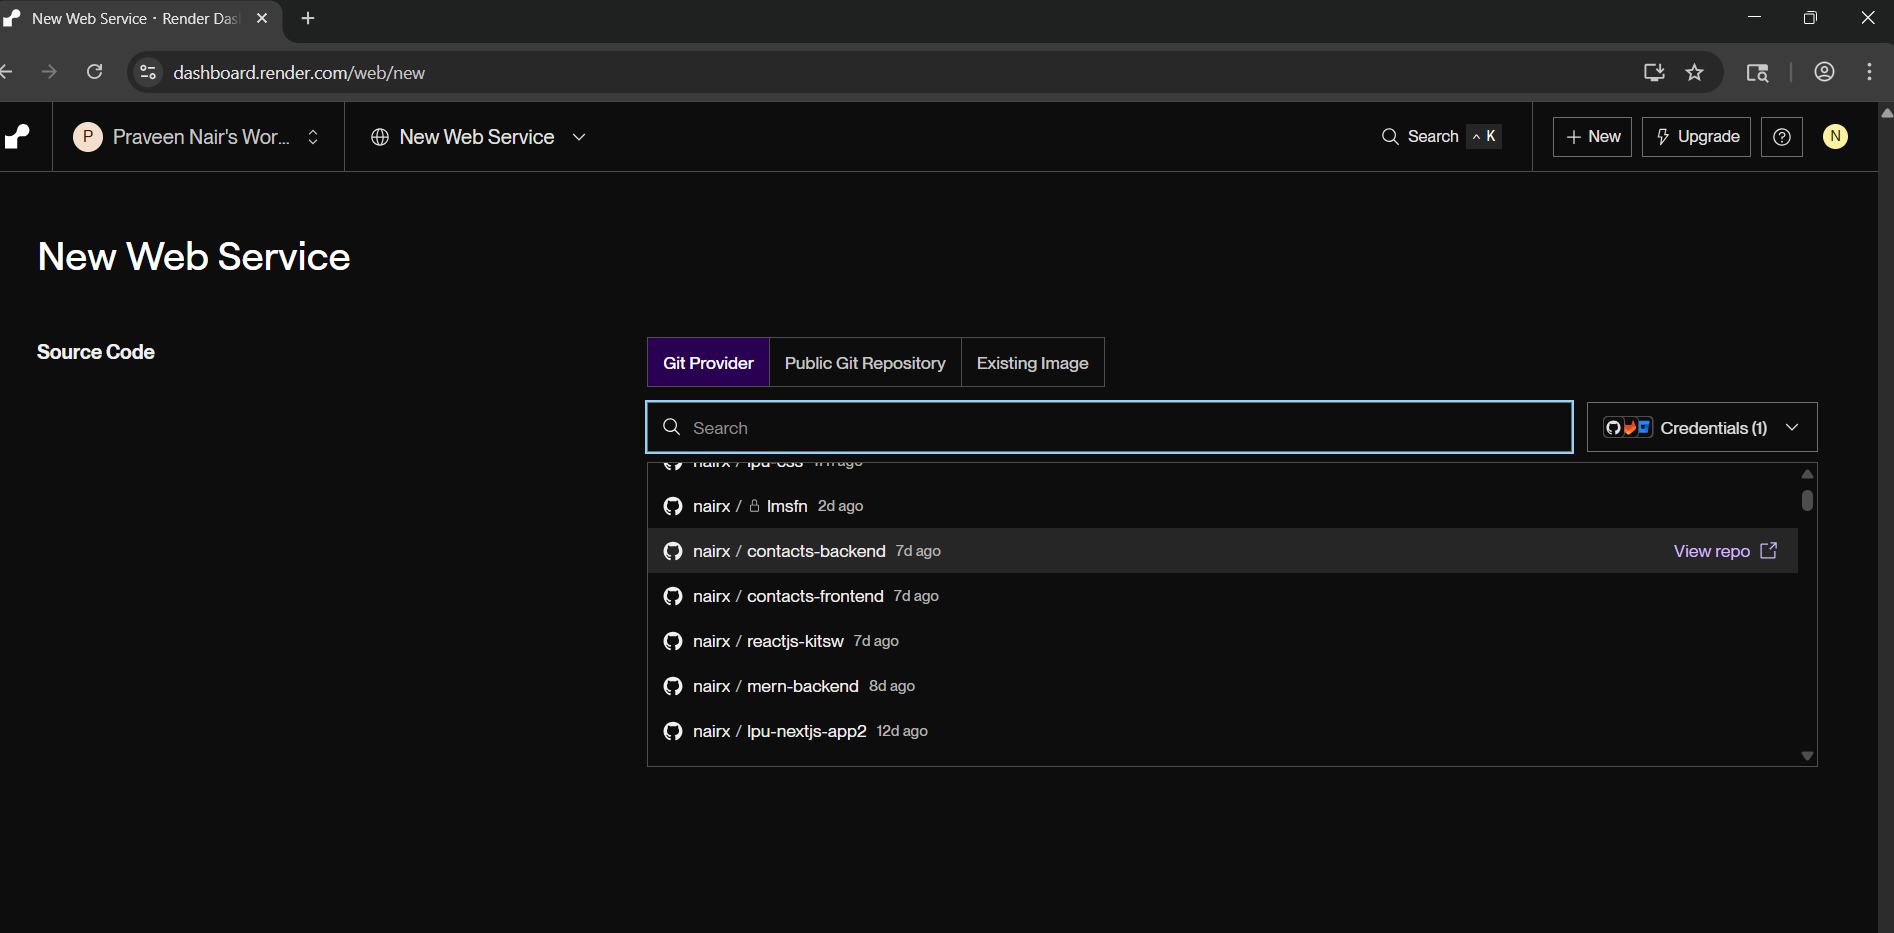 New Web Service · Render Das
dashboard.render.com/web/new
P Praveen Nair's Wor... New Web Service Search ^ K + New Upgrade N
New Web Service
Source Code
Git Provider Public Git Repository Existing Image
Search Credentials (1)
nairx / lpu-css
nairx / lmsfn 2d ago
nairx / contacts-backend 7d ago View repo
nairx / contacts-frontend 7d ago
nairx / reactjs-kitsw 7d ago
nairx / mern-backend 8d ago
nairx / lpu-nextjs-app2 12d ago